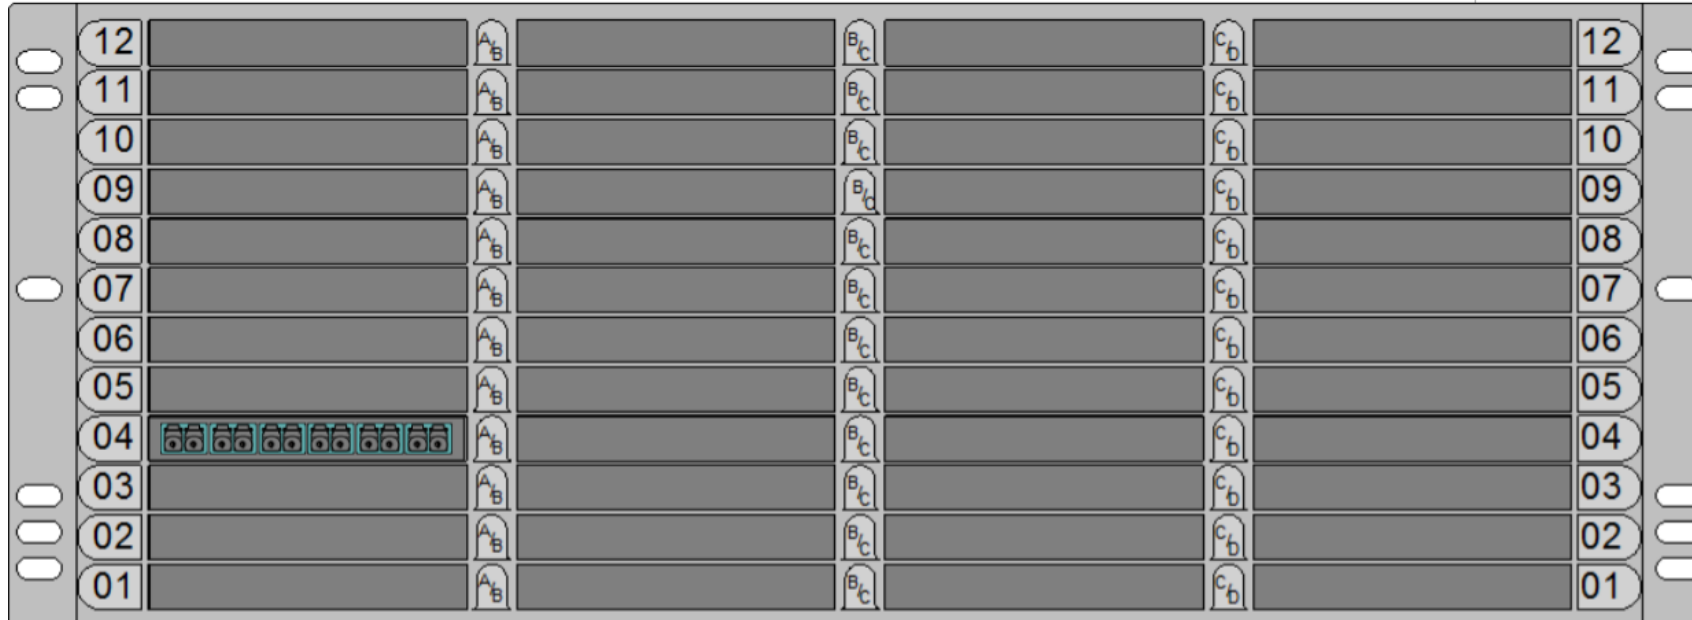 12 A/B B/C C/D 12
11 A/B B/C C/D 11
10 A/B B/C C/D 10
09 A/B B/C C/D 09
08 A/B B/C C/D 08
07 A/B B/C C/D 07
06 A/B B/C C/D 06
05 A/B B/C C/D 05
04 A/B B/C C/D 04
03 A/B B/C C/D 03
02 A/B B/C C/D 02
01 A/B B/C C/D 01